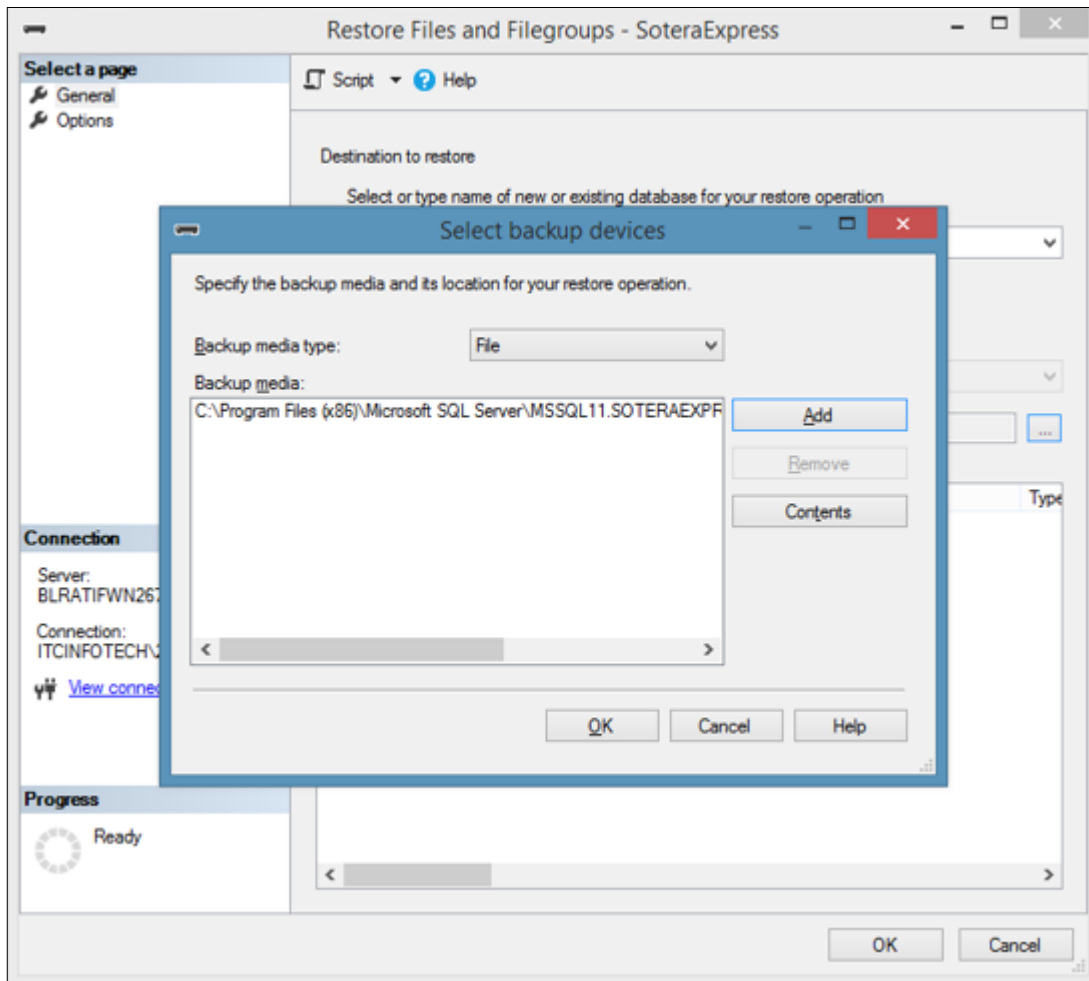 Restore Files and Filegroups - SoteraExpress
Select a page
General
Options
Script
Help
Destination to restore
Select or type name of new or existing database for your restore operation
Select backup devices
Specify the backup media and its location for your restore operation.
Backup media type:
File
Backup media:
C:\Program Files (x86)\Microsoft SQL Server\MSSQL11.SOTERAEXPR
Add
Remove
Contents
...
Type
Connection
Server:
BLRATIFWN267
Connection:
ITCINFOTECH\2
View connec
OK
Cancel
Help
Progress
Ready
OK
Cancel